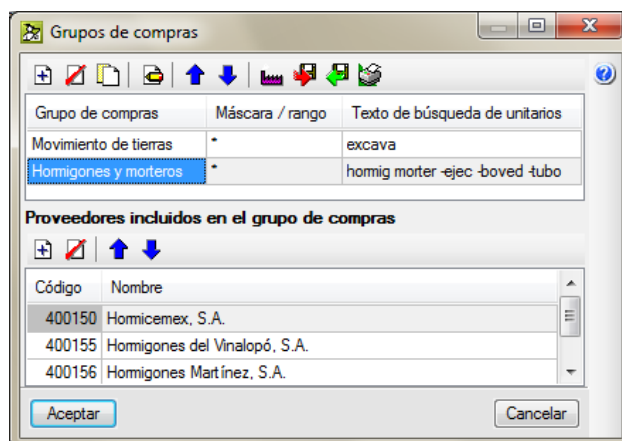 Grupos de compras
Grupo de compras Máscara / rango Texto de búsqueda de unitarios
Movimiento de tierras * excava
Hormigones y morteros * hormig morter -ejec -boved -tubo
Proveedores incluidos en el grupo de compras
Código Nombre
400150 Hormicemex, S.A.
400155 Hormigones del Vinalopó, S.A.
400156 Hormigones Martínez, S.A.
Aceptar Cancelar